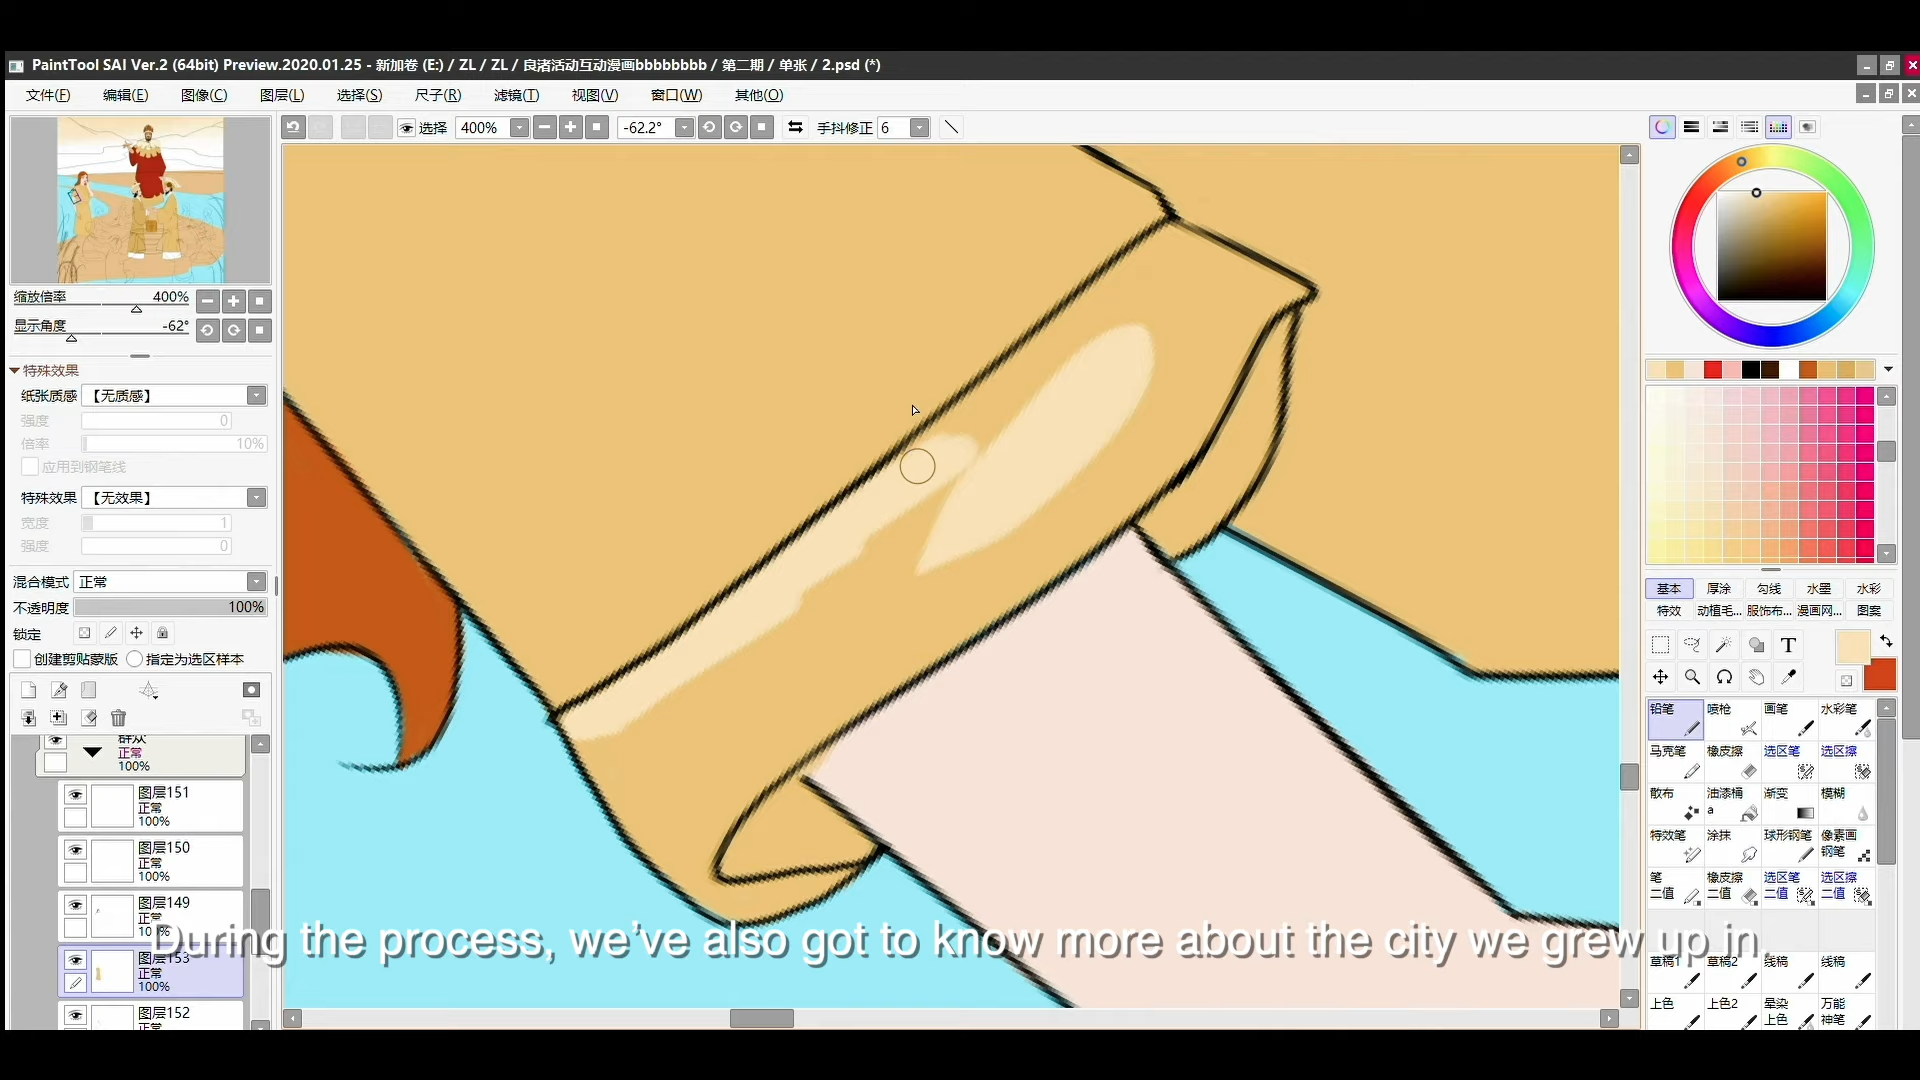 PaintTool SAI Ver.2 (64bit) Preview.2020.01.25 - 新加卷 (E:) / ZL / ZL / 良渚活动互动漫画bbbbbbbb / 第二期 / 单张 / 2.psd (*)
文件(F) 编辑(E) 图像(C) 图层(L) 选择(S) 尺子(R) 滤镜(T) 视图(V) 窗口(W) 其他(O)
选择 400% -62.2° 手抖修正 6
缩放倍率 400%
显示角度 -62°
特殊效果
纸张质感 【无质感】
强度 0
倍率 10%
应用到钢笔线
特殊效果 【无效果】
宽度 1
强度 0
混合模式 正常
不透明度 100%
锁定
创建剪贴蒙版 指定为选区样本
群众
正常
100%
图层151
正常
100%
图层150
正常
100%
图层149
正常
100%
图层153
正常
100%
图层152
正常
基本 厚涂 勾线 水墨 水彩
特效 动植毛... 服饰布... 漫画网... 图案
T
铅笔 喷枪 画笔 水彩笔
马克笔 橡皮擦 选区笔 选区擦
散布 油漆桶 渐变 模糊
a
特效笔 涂抹 球形钢笔 像素画
钢笔
笔 橡皮擦 选区笔 选区擦
二值 二值 二值 二值
草稿1 草稿2 线稿 线稿
上色 上色2 晕染 万能
上色 神笔
During the process, we've also got to know more about the city we grew up in.